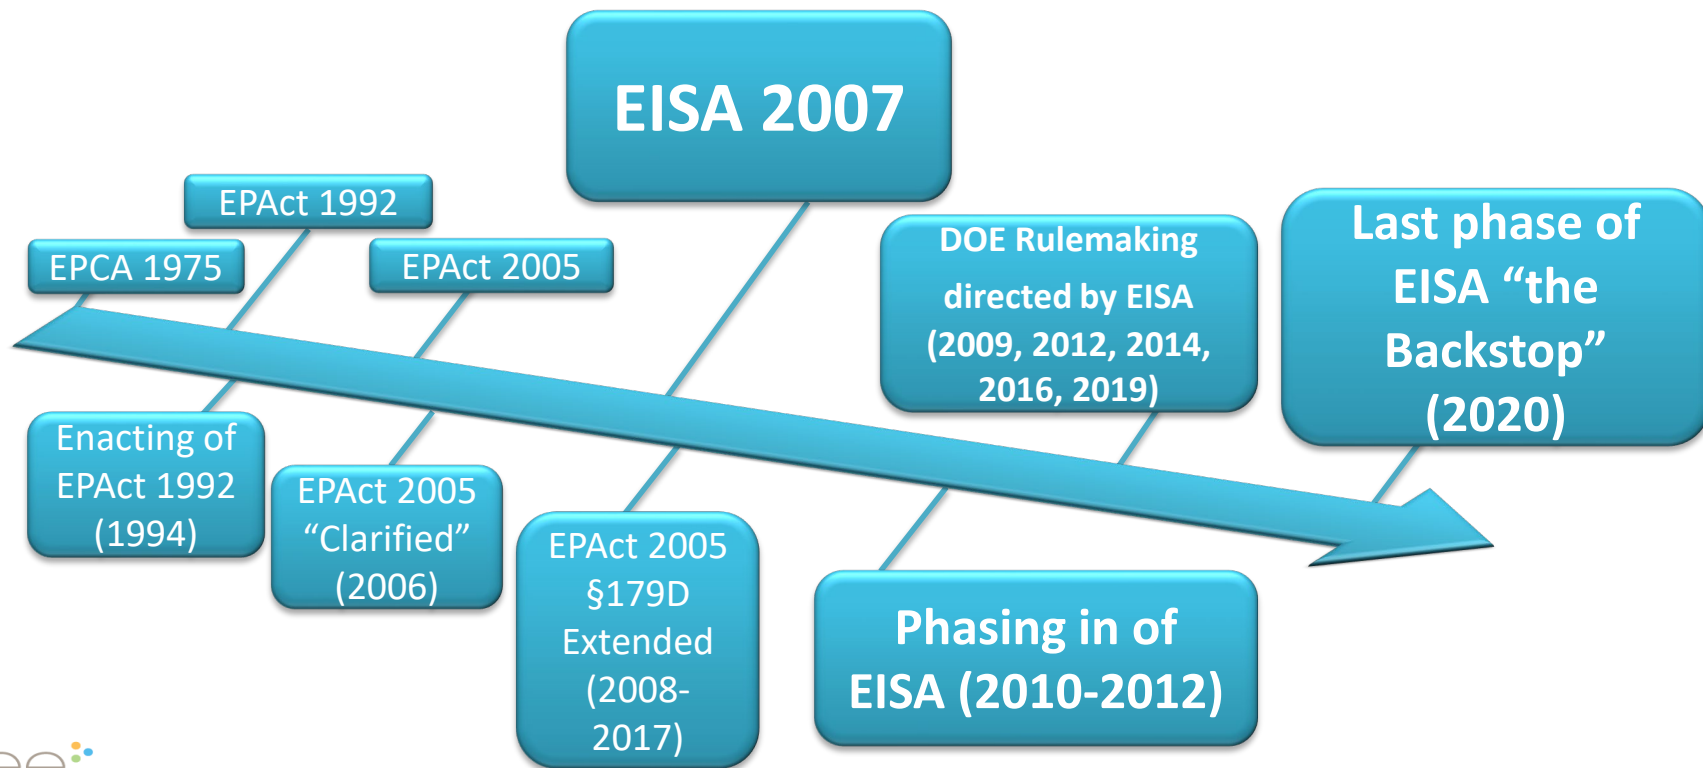 EISA 2007
EPAct 1992
EPCA 1975
EPAct 2005
DOE Rulemaking
directed by EISA
(2009, 2012, 2014,
2016, 2019)
Last phase of
EISA “the
Backstop”
(2020)
Enacting of
EPAct 1992
(1994)
EPAct 2005
“Clarified”
(2006)
EPAct 2005
§179D
Extended
(2008-
2017)
Phasing in of
EISA (2010-2012)